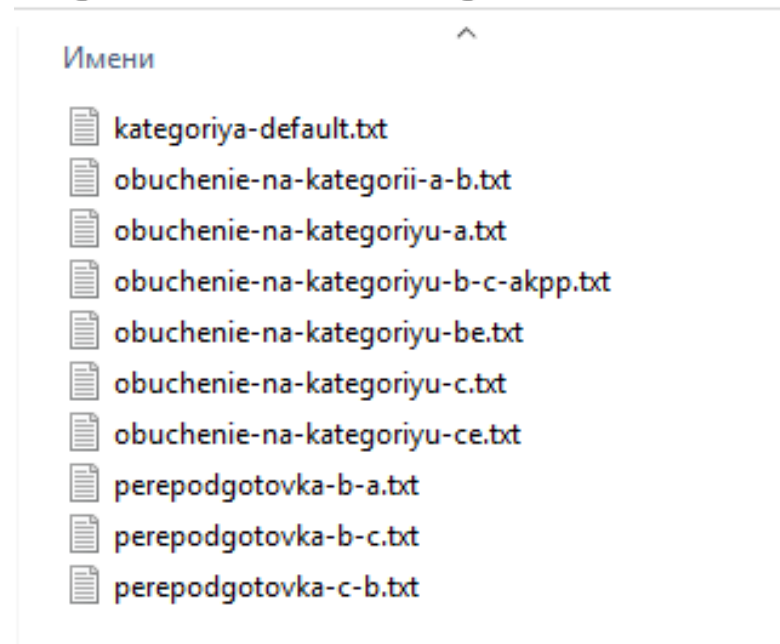 Имени
kategoriya-default.txt
obuchenie-na-kategorii-a-b.txt
obuchenie-na-kategoriyu-a.txt
obuchenie-na-kategoriyu-b-c-akpp.txt
obuchenie-na-kategoriyu-be.txt
obuchenie-na-kategoriyu-c.txt
obuchenie-na-kategoriyu-ce.txt
perepodgotovka-b-a.txt
perepodgotovka-b-c.txt
perepodgotovka-c-b.txt